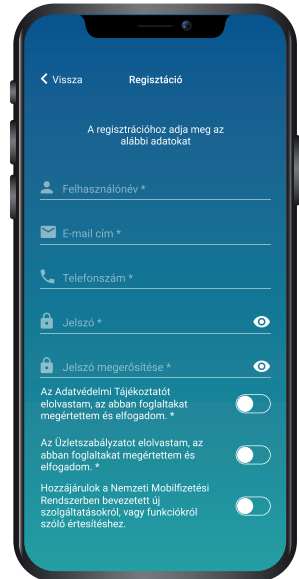 Vissza Regisztáció
A regisztrációhoz adja meg az
alábbi adatokat
Felhasználónév *
E-mail cím *
Telefonszám *
Jelszó *
Jelszó megerősítése *
Az Adatvédelmi Tájékoztatót
elolvastam, az abban foglaltakat
megértettem és elfogadom. *
Az Üzletszabályzatot elolvastam, az
abban foglaltakat megértettem és
elfogadom. *
Hozzájárulok a Nemzeti Mobilfizetési
Rendszerben bevezetett új
szolgáltatásokról, vagy funkciókról
szóló értesítéshez.